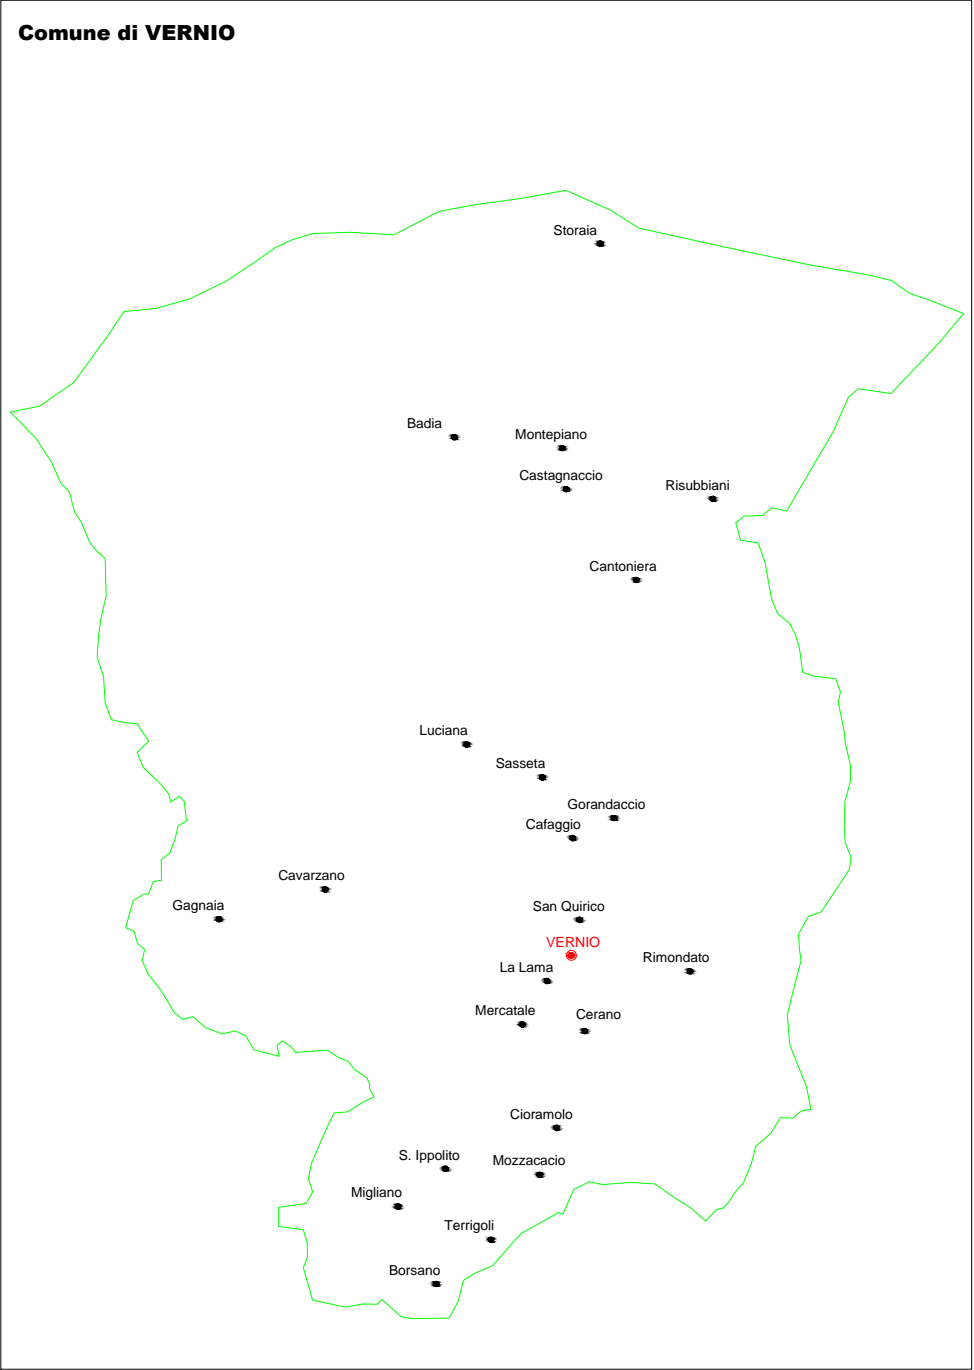 Comune di VERNIO
Storaia
Badia
Montepiano
Castagnaccio
Risubbiani
Cantoniera
Luciana
Sasseta
Gorandaccio
Cafaggio
Cavarzano
Gagnaia
San Quirico
VERNIO
Rimondato
La Lama
Mercatale
Cerano
Cioramolo
S. Ippolito
Mozzacacio
Migliano
Terrigoli
Borsano